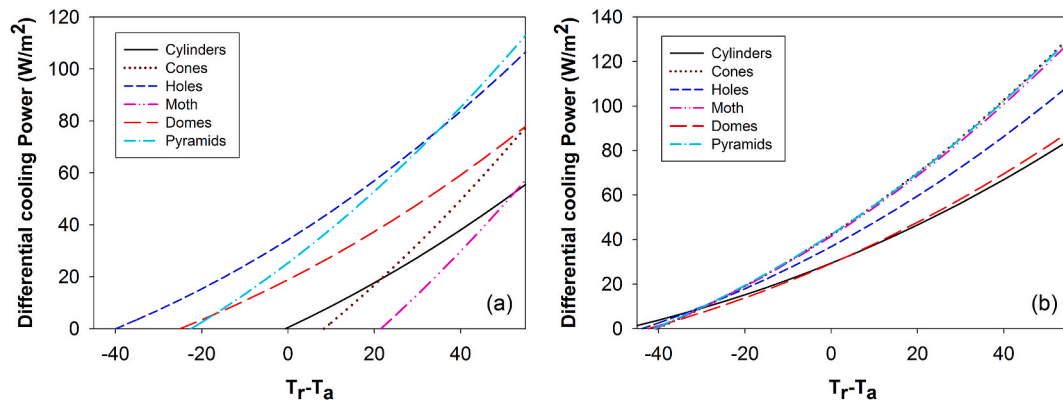 Differential cooling Power (W/m²)
120
100
80
60
40
20
0
Cylinders
Cones
Holes
Moth
Domes
Pyramids
(a)
-40 -20 0 20 40
Tr-Ta
Differential cooling Power (W/m²)
140
120
100
80
60
40
20
0
Cylinders
Cones
Holes
Moth
Domes
Pyramids
(b)
-40 -20 0 20 40
Tr-Ta